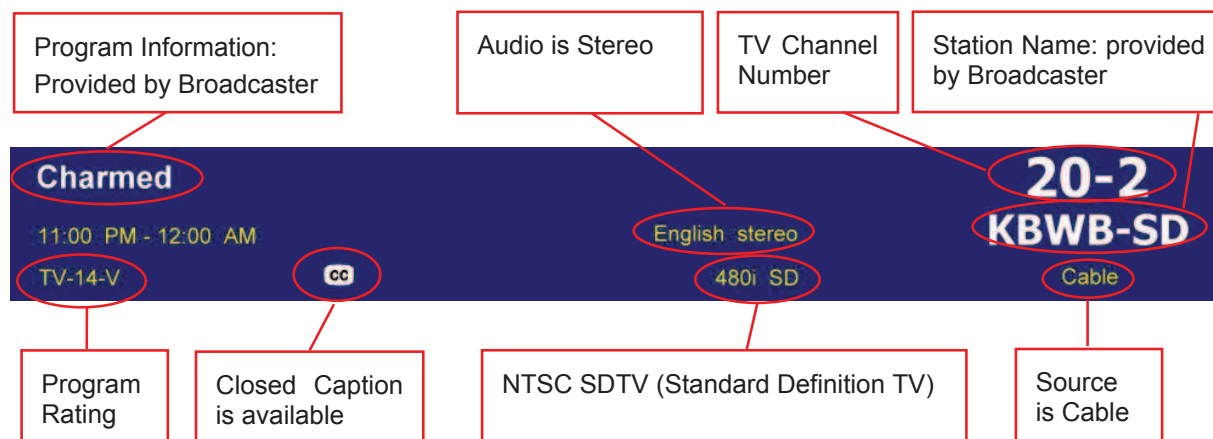 Program Information:
Provided by Broadcaster
Audio is Stereo
TV Channel
Number
Station Name: provided
by Broadcaster
Charmed
20-2
11:00 PM - 12:00 AM
English stereo
KBWB-SD
TV-14-V
CC
480i SD
Cable
Program
Rating
Closed Caption
is available
NTSC SDTV (Standard Definition TV)
Source
is Cable